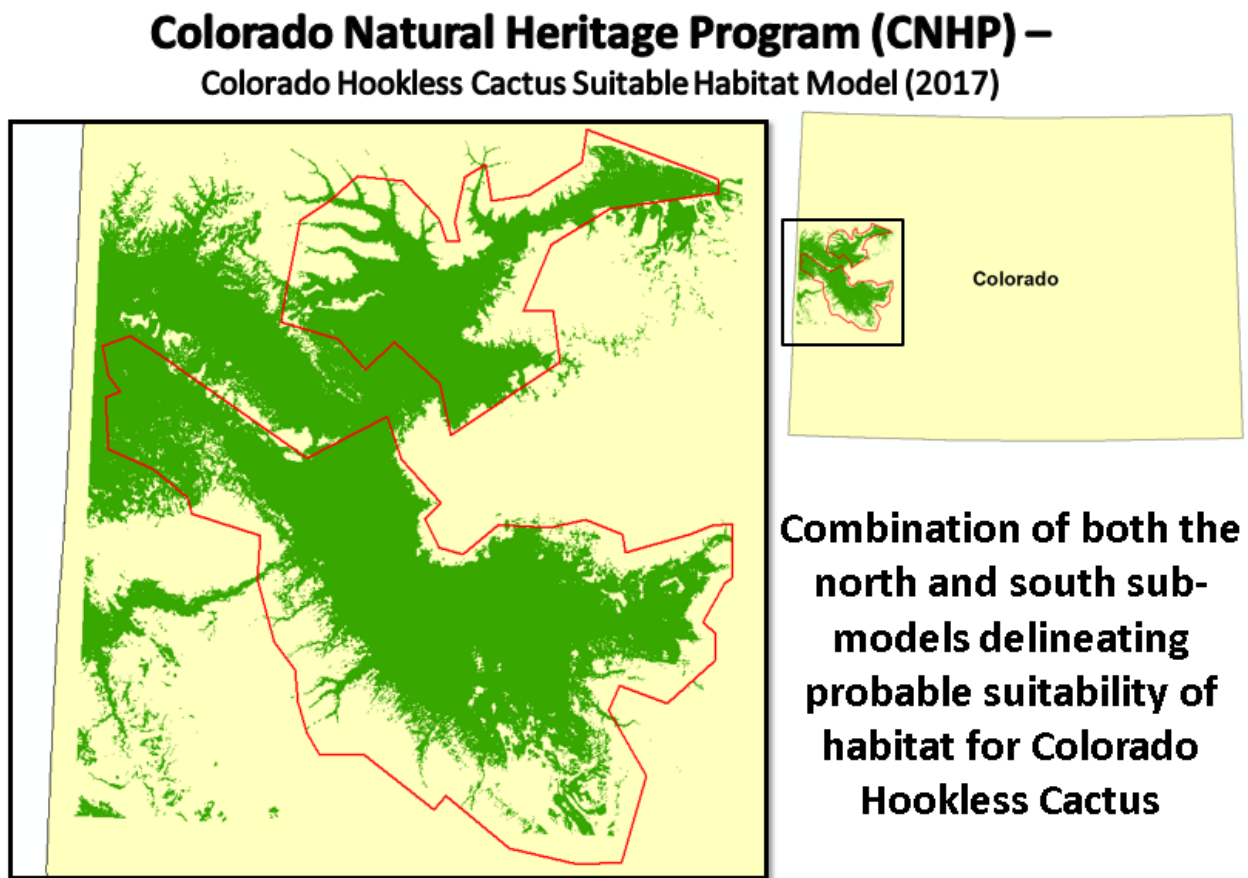 Colorado Natural Heritage Program (CNHP) –
Colorado Hookless Cactus Suitable Habitat Model (2017)
Colorado
Combination of both the
north and south sub-
models delineating
probable suitability of
habitat for Colorado
Hookless Cactus